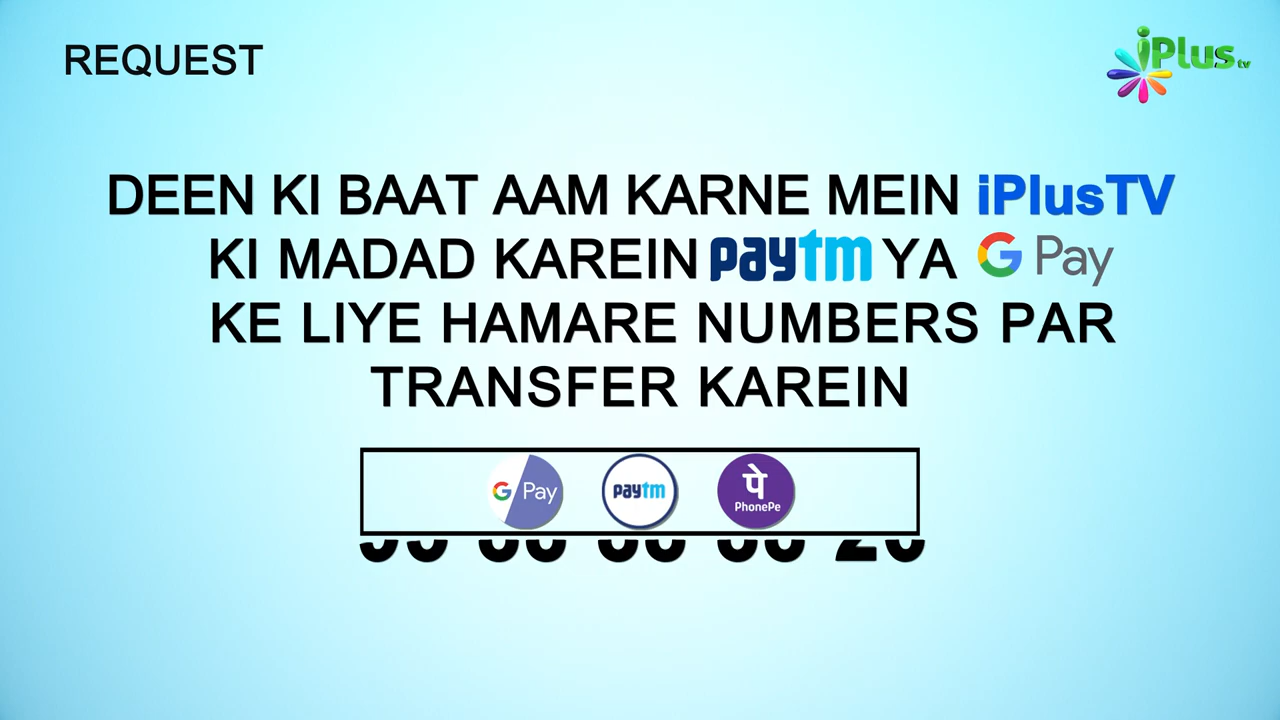 REQUEST
iPlus tv
DEEN KI BAAT AAM KARNE MEIN iPlusTV
KI MADAD KAREIN paytm YA G Pay
KE LIYE HAMARE NUMBERS PAR
TRANSFER KAREIN
G Pay paytm पे PhonePe